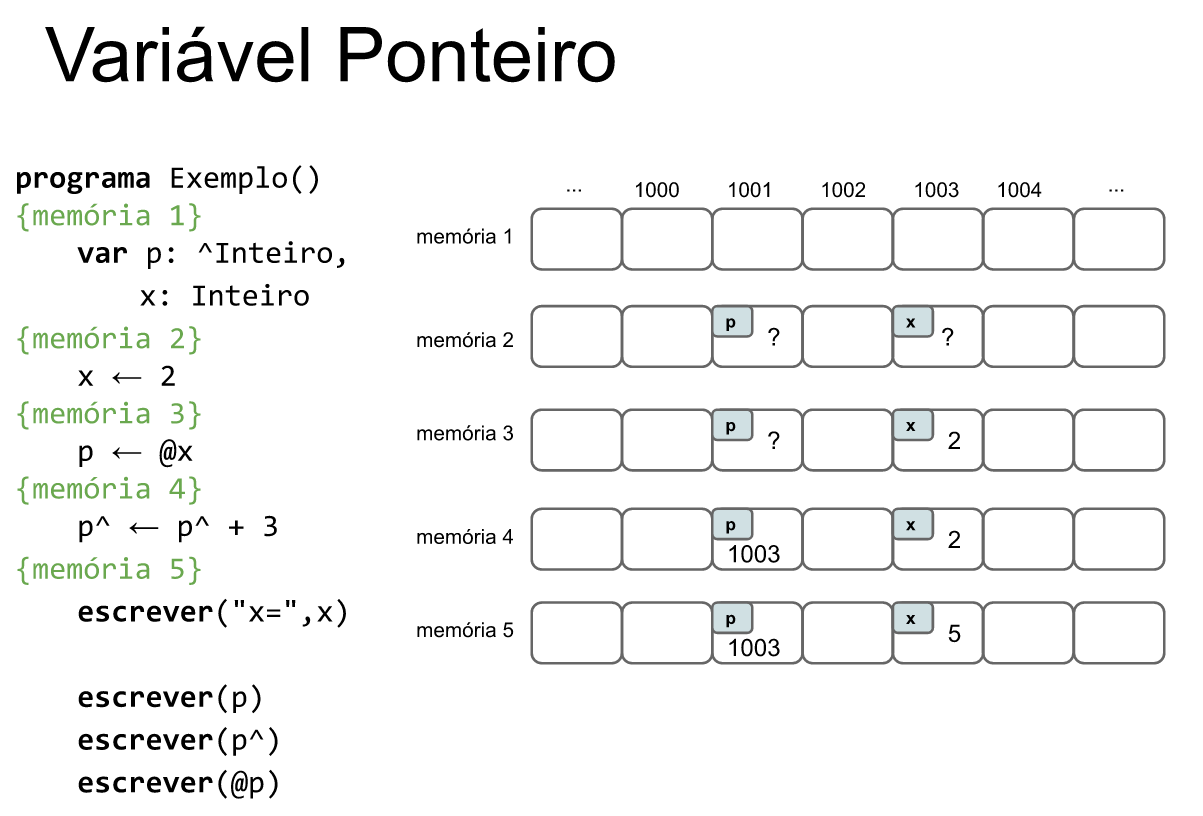 Variável Ponteiro
programa Exemplo()
{memória 1}
var p: ^Inteiro,
x: Inteiro
{memória 2}
x ← 2
{memória 3}
p ← @x
{memória 4}
p^ ← p^ + 3
{memória 5}
escrever("x=",x)
escrever(p)
escrever(p^)
escrever(@p)
... 1000 1001 1002 1003 1004 ...
memória 1
memória 2 p ? x ?
memória 3 p ? x 2
memória 4 p 1003 x 2
memória 5 p 1003 x 5